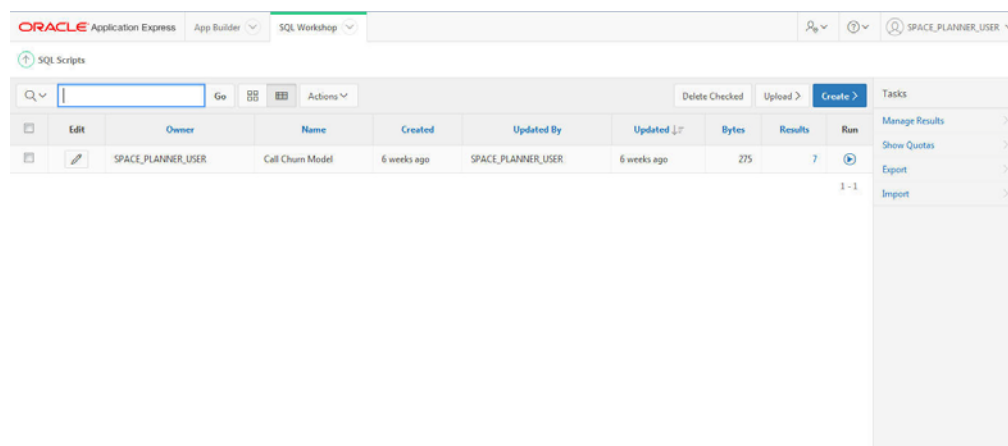 ORACLE Application Express App Builder SQL Workshop SPACE_PLANNER_USER
SQL Scripts
Go Actions Delete Checked Upload > Create > Tasks
Edit Owner Name Created Updated By Updated Bytes Results Run
SPACE_PLANNER_USER Call Churn Model 6 weeks ago SPACE_PLANNER_USER 6 weeks ago 275 7
1 - 1
Manage Results
Show Quotas
Export
Import